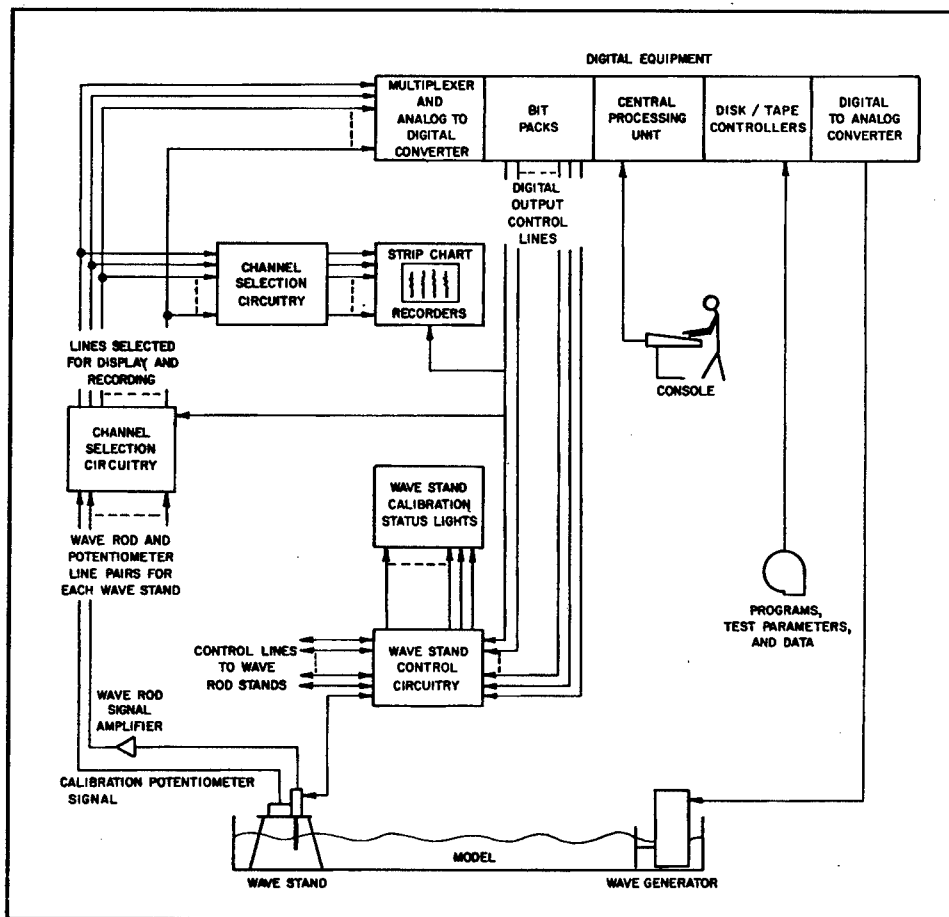 DIGITAL EQUIPMENT
MULTIPLEXER
AND
ANALOG TO
DIGITAL
CONVERTER
BIT
PACKS
CENTRAL
PROCESSING
UNIT
DISK / TAPE
CONTROLLERS
DIGITAL
TO ANALOG
CONVERTER
DIGITAL
OUTPUT
CONTROL
LINES
CHANNEL
SELECTION
CIRCUITRY
STRIP CHART
RECORDERS
LINES SELECTED
FOR DISPLAY AND
RECORDING
CONSOLE
CHANNEL
SELECTION
CIRCUITRY
WAVE STAND
CALIBRATION
STATUS LIGHTS
WAVE ROD AND
POTENTIOMETER
LINE PAIRS FOR
EACH WAVE STAND
PROGRAMS,
TEST PARAMETERS,
AND DATA
CONTROL LINES
TO WAVE
ROD STANDS
WAVE STAND
CONTROL
CIRCUITRY
WAVE ROD
SIGNAL
AMPLIFIER
CALIBRATION POTENTIOMETER
SIGNAL
MODEL
WAVE STAND
WAVE GENERATOR